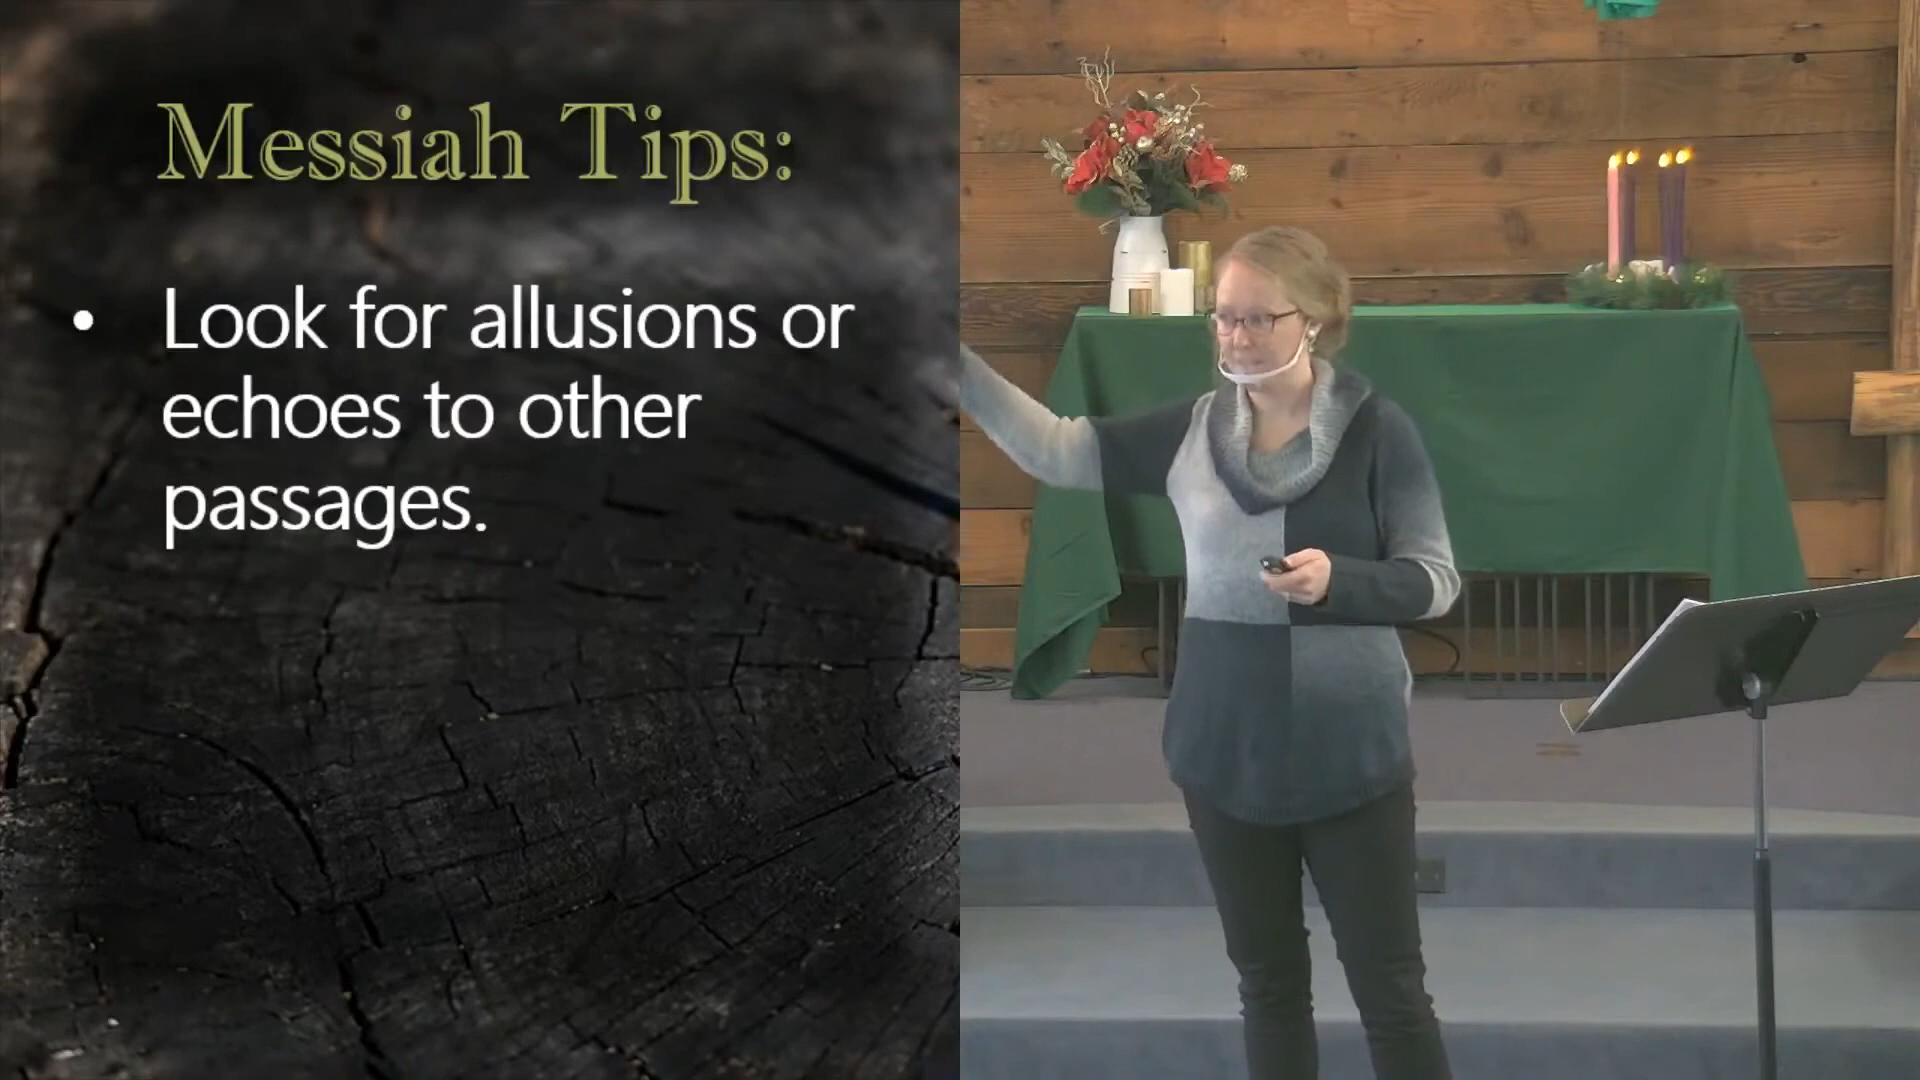 Messiah Tips:
• Look for allusions or
echoes to other
passages.